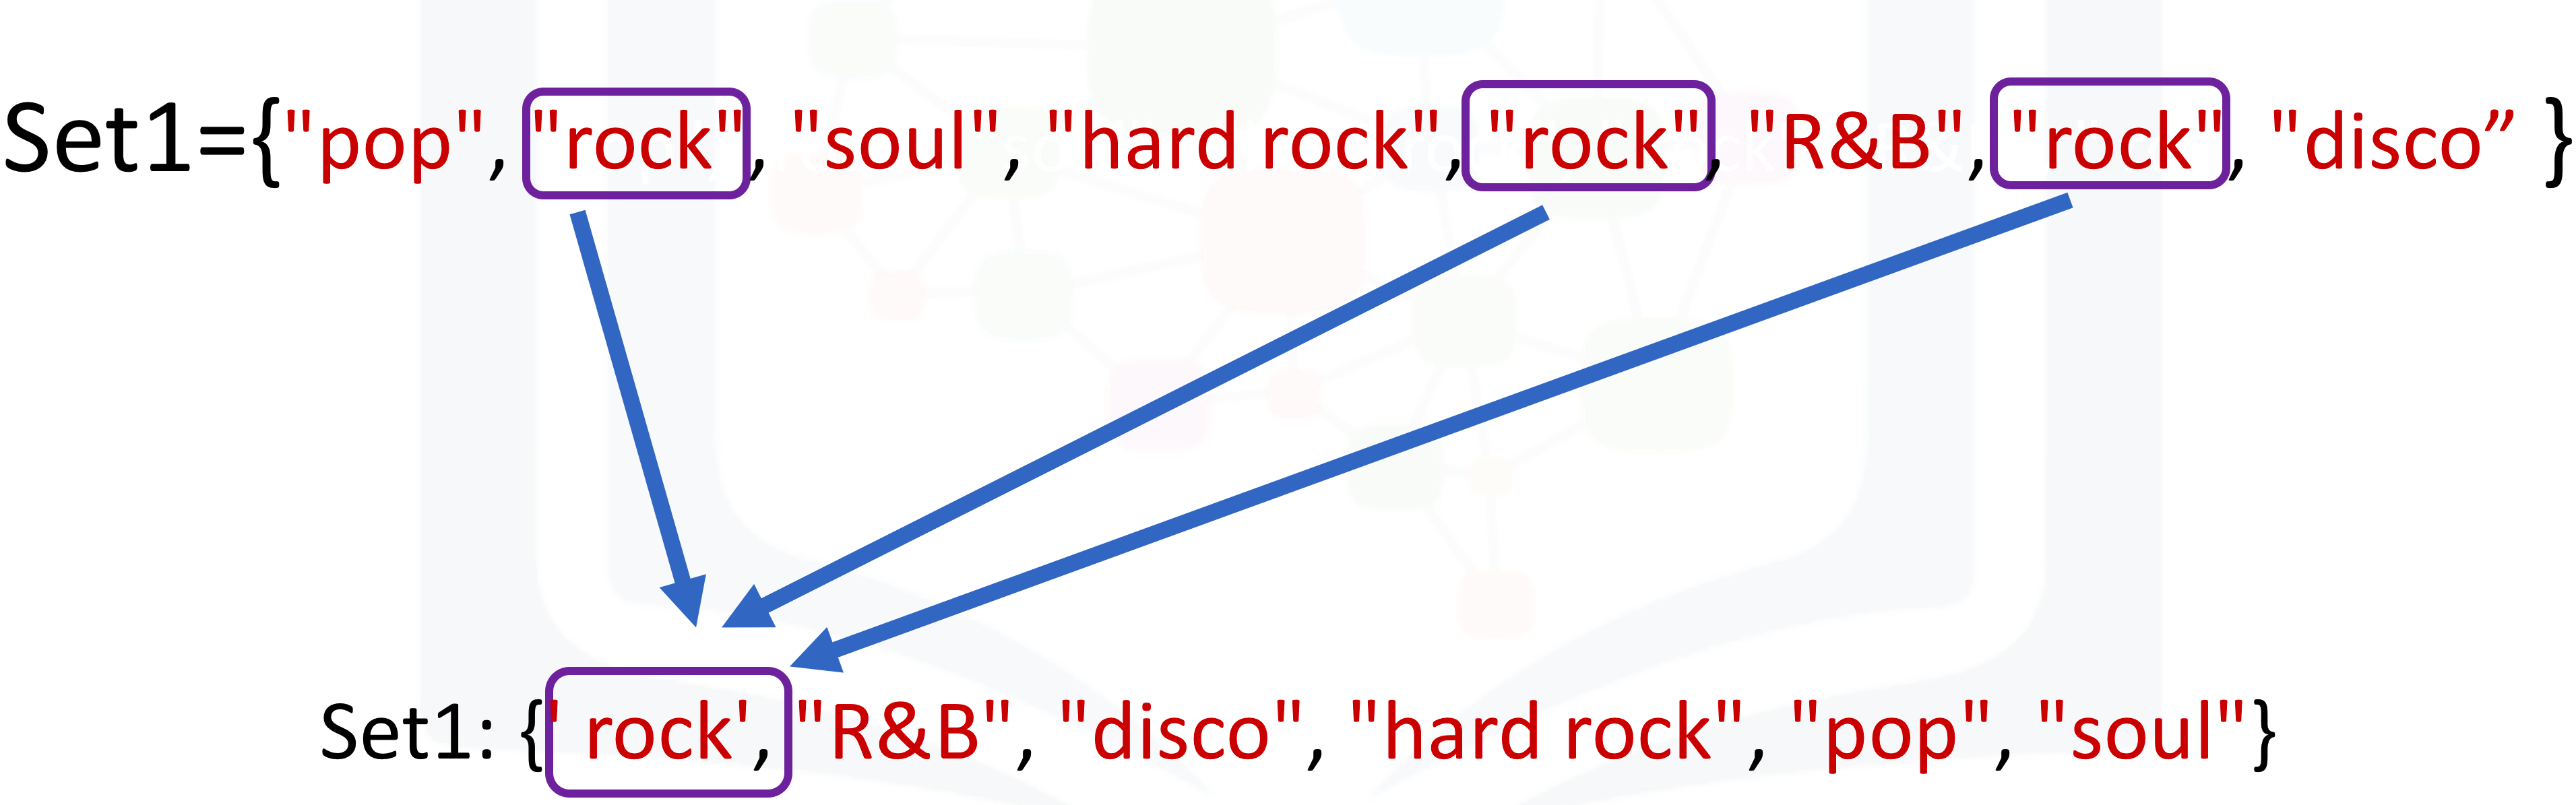 Set1={"pop", "rock", "soul", "hard rock", "rock", "R&B", "rock", "disco” }
Set1: {' rock', "R&B", "disco", "hard rock", "pop", "soul"}